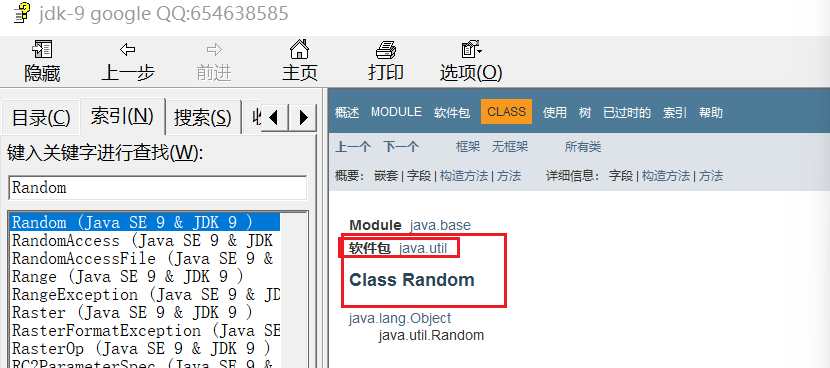 jdk-9 google QQ:654638585
隐藏 上一步 前进 主页 打印 选项(O)
目录(C) 索引(N) 搜索(S)
键入关键字进行查找(W):
Random
Random (Java SE 9 & JDK 9 )
RandomAccess (Java SE 9 & JDK
RandomAccessFile (Java SE 9 &
Range (Java SE 9 & JDK 9 )
RangeException (Java SE 9 & JD
Raster (Java SE 9 & JDK 9 )
RasterFormatException (Java SE
RasterOp (Java SE 9 & JDK 9 )
RC2ParameterSpec (Java SE 9 &
概述 MODULE 软件包 CLASS 使用 树 已过时的 索引 帮助
上一个 下一个 框架 无框架 所有类
概要: 嵌套 | 字段 | 构造方法 | 方法 详细信息: 字段 | 构造方法 | 方法
Module java.base
软件包 java.util
Class Random
java.lang.Object
java.util.Random